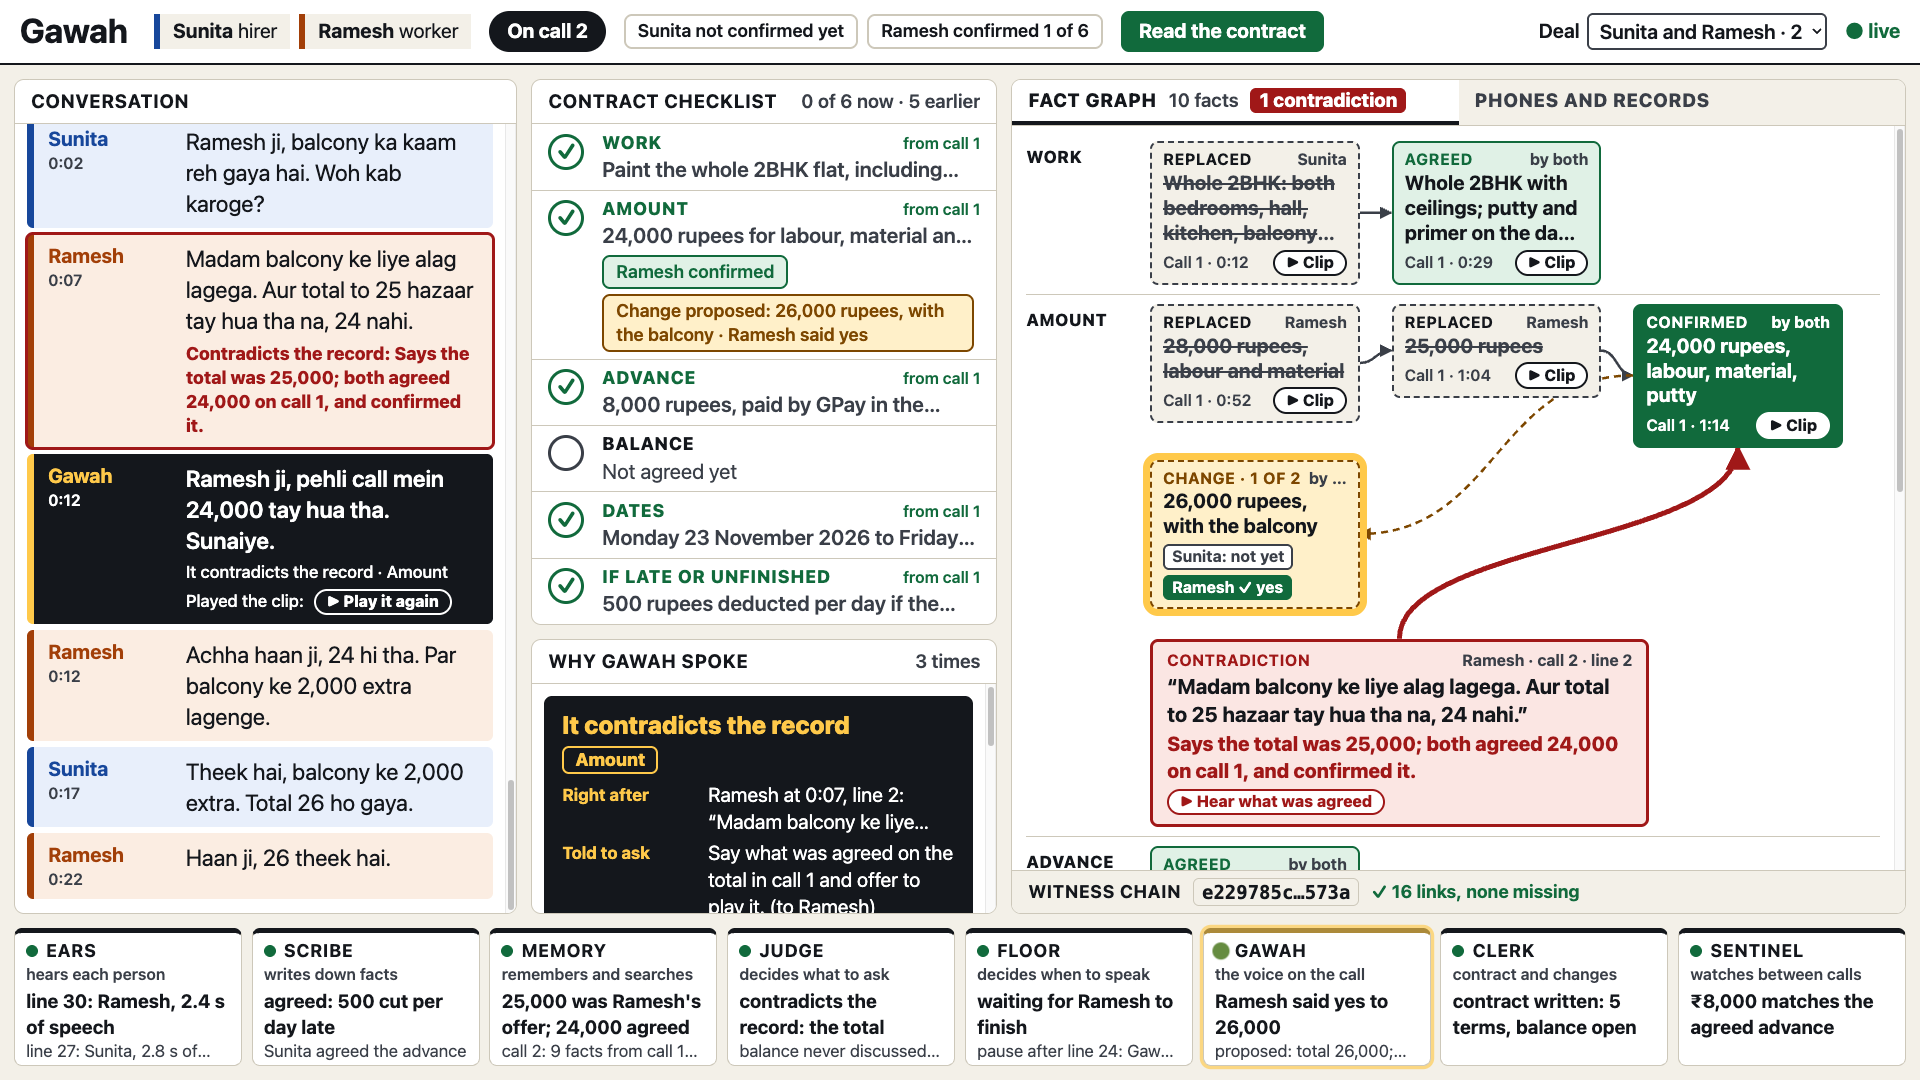 Gawah
Sunita hirer
Ramesh worker
On call 2
Sunita not confirmed yet
Ramesh confirmed 1 of 6
Read the contract
Deal
Sunita and Ramesh · 2
live
CONVERSATION
Sunita
0:02
Ramesh ji, balcony ka kaam
reh gaya hai. Woh kab
karoge?
Ramesh
0:07
Madam balcony ke liye alag
lagega. Aur total to 25 hazaar
tay hua tha na, 24 nahi.
Contradicts the record: Says the
total was 25,000; both agreed
24,000 on call 1, and confirmed
it.
Gawah
0:12
Ramesh ji, pehli call mein
24,000 tay hua tha.
Sunaiye.
It contradicts the record · Amount
Played the clip: ▶ Play it again
Ramesh
0:12
Achha haan ji, 24 hi tha. Par
balcony ke 2,000 extra
lagenge.
Sunita
0:17
Theek hai, balcony ke 2,000
extra. Total 26 ho gaya.
Ramesh
0:22
Haan ji, 26 theek hai.
CONTRACT CHECKLIST
0 of 6 now · 5 earlier
WORK
from call 1
Paint the whole 2BHK flat, including...
AMOUNT
from call 1
24,000 rupees for labour, material an...
Ramesh confirmed
Change proposed: 26,000 rupees, with
the balcony · Ramesh said yes
ADVANCE
from call 1
8,000 rupees, paid by GPay in the...
BALANCE
Not agreed yet
DATES
from call 1
Monday 23 November 2026 to Friday...
IF LATE OR UNFINISHED
from call 1
500 rupees deducted per day if the...
WHY GAWAH SPOKE
3 times
It contradicts the record
Amount
Right after
Ramesh at 0:07, line 2:
“Madam balcony ke liye...
Told to ask
Say what was agreed on the
total in call 1 and offer to
play it. (to Ramesh)
FACT GRAPH
10 facts
1 contradiction
PHONES AND RECORDS
WORK
REPLACED Sunita
Whole 2BHK: both
bedrooms, hall,
kitchen, balcony...
Call 1 · 0:12 ▶ Clip
AGREED by both
Whole 2BHK with
ceilings; putty and
primer on the da...
Call 1 · 0:29 ▶ Clip
AMOUNT
REPLACED Ramesh
28,000 rupees,
labour and material
Call 1 · 0:52 ▶ Clip
REPLACED Ramesh
25,000 rupees
Call 1 · 1:04 ▶ Clip
CONFIRMED by both
24,000 rupees,
labour, material,
putty
Call 1 · 1:14 ▶ Clip
CHANGE · 1 OF 2 by ...
26,000 rupees,
with the balcony
Sunita: not yet
Ramesh ✓ yes
CONTRADICTION
Ramesh · call 2 · line 2
“Madam balcony ke liye alag lagega. Aur total
to 25 hazaar tay hua tha na, 24 nahi.”
Says the total was 25,000; both agreed 24,000
on call 1, and confirmed it.
▶ Hear what was agreed
ADVANCE
AGREED by both
WITNESS CHAIN
e229785c…573a
✓ 16 links, none missing
EARS
hears each person
line 30: Ramesh, 2.4 s
of speech
line 27: Sunita, 2.8 s of...
SCRIBE
writes down facts
agreed: 500 cut per
day late
Sunita agreed the advance
MEMORY
remembers and searches
25,000 was Ramesh's
offer; 24,000 agreed
call 2: 9 facts from call 1...
JUDGE
decides what to ask
contradicts the
record: the total
balance never discussed...
FLOOR
decides when to speak
waiting for Ramesh to
finish
pause after line 24: Gaw...
GAWAH
the voice on the call
Ramesh said yes to
26,000
proposed: total 26,000;...
CLERK
contract and changes
contract written: 5
terms, balance open
SENTINEL
watches between calls
₹8,000 matches the
agreed advance